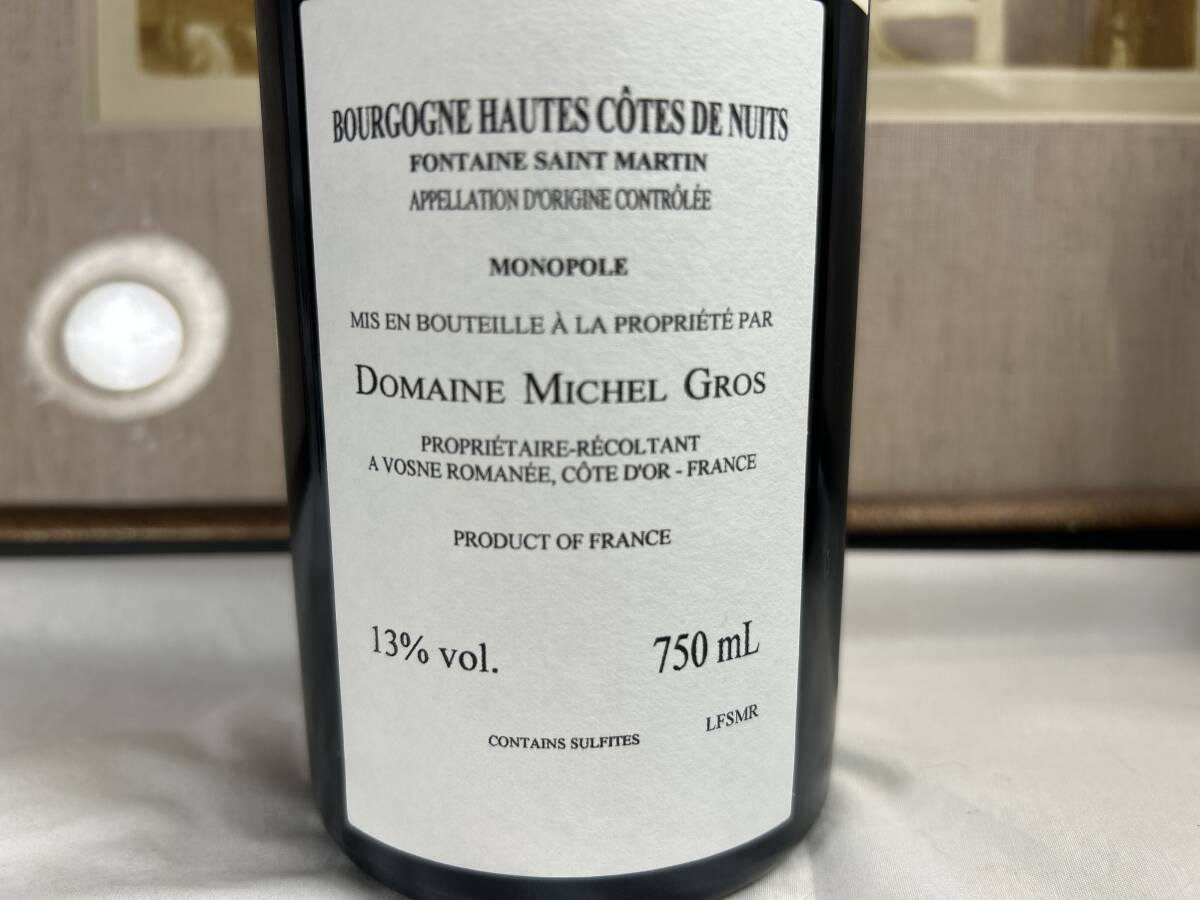 BOURGOGNE HAUTES CÔTES DE NUITS
FONTAINE SAINT MARTIN
APPELLATION D'ORIGINE CONTRÔLÉE
MONOPOLE
MIS EN BOUTEILLE À LA PROPRIÉTÉ PAR
DOMAINE MICHEL GROS
PROPRIÉTAIRE-RÉCOLTANT
A VOSNE ROMANÉE, CÔTE D'OR - FRANCE
PRODUCT OF FRANCE
13% vol. 750 mL
LFSMR
CONTAINS SULFITES